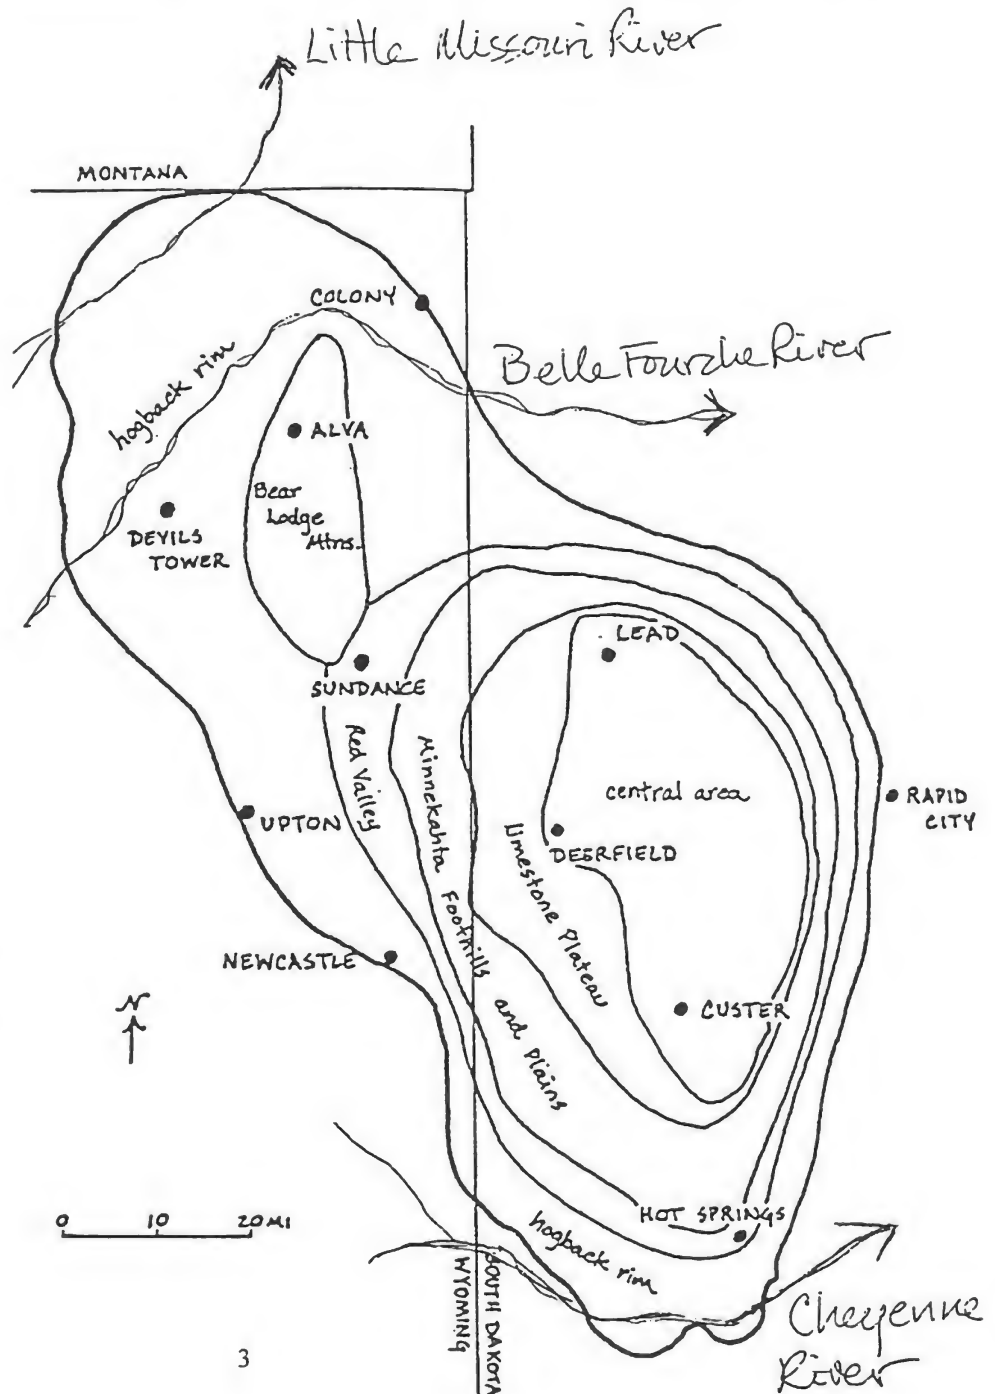 Little Missouri River
MONTANA
COLONY
hogback rim
Belle Fourche River
ALVA
Bear
Lodge
Mtns.
DEVILS
TOWER
LEAD
SUNDANCE
Red Valley
Minnekahta Foothills and Plains
central area
RAPID
CITY
UPTON
DEERFIELD
Limestone Plateau
NEWCASTLE
N
CUSTER
0 10 20 MI
HOT SPRINGS
hogback rim
WYOMING
SOUTH DAKOTA
Cheyenne
River
3